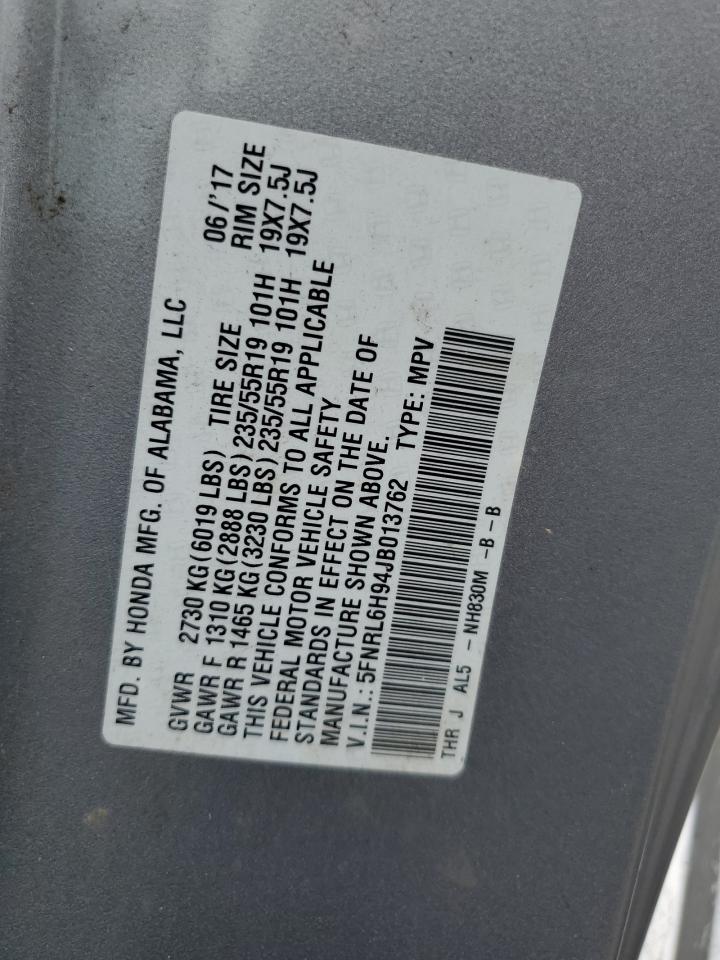 MFD. BY HONDA MFG. OF ALABAMA, LLC 06/'17
GVWR 2730 KG (6019 LBS) TIRE SIZE RIM SIZE
GAWR F 1310 KG (2888 LBS) 235/55R19 101H 19X7.5J
GAWR R 1465 KG (3230 LBS) 235/55R19 101H 19X7.5J
THIS VEHICLE CONFORMS TO ALL APPLICABLE
FEDERAL MOTOR VEHICLE SAFETY
STANDARDS IN EFFECT ON THE DATE OF
MANUFACTURE SHOWN ABOVE.
V.I.N.: 5FNRL6H94JB013762 TYPE: MPV
THR J AL5 - NH830M -B -B